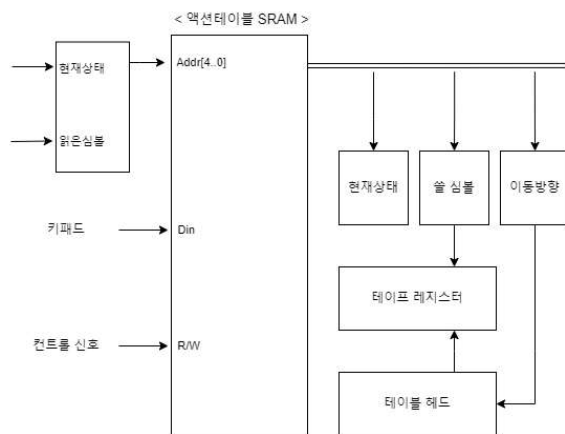 < 액션테이블 SRAM >
현재상태
Addr[4..0]
읽은심볼
현재상태
쓸 심볼
이동방향
키패드
Din
테이프 레지스터
컨트롤 신호
R/W
테이블 헤드